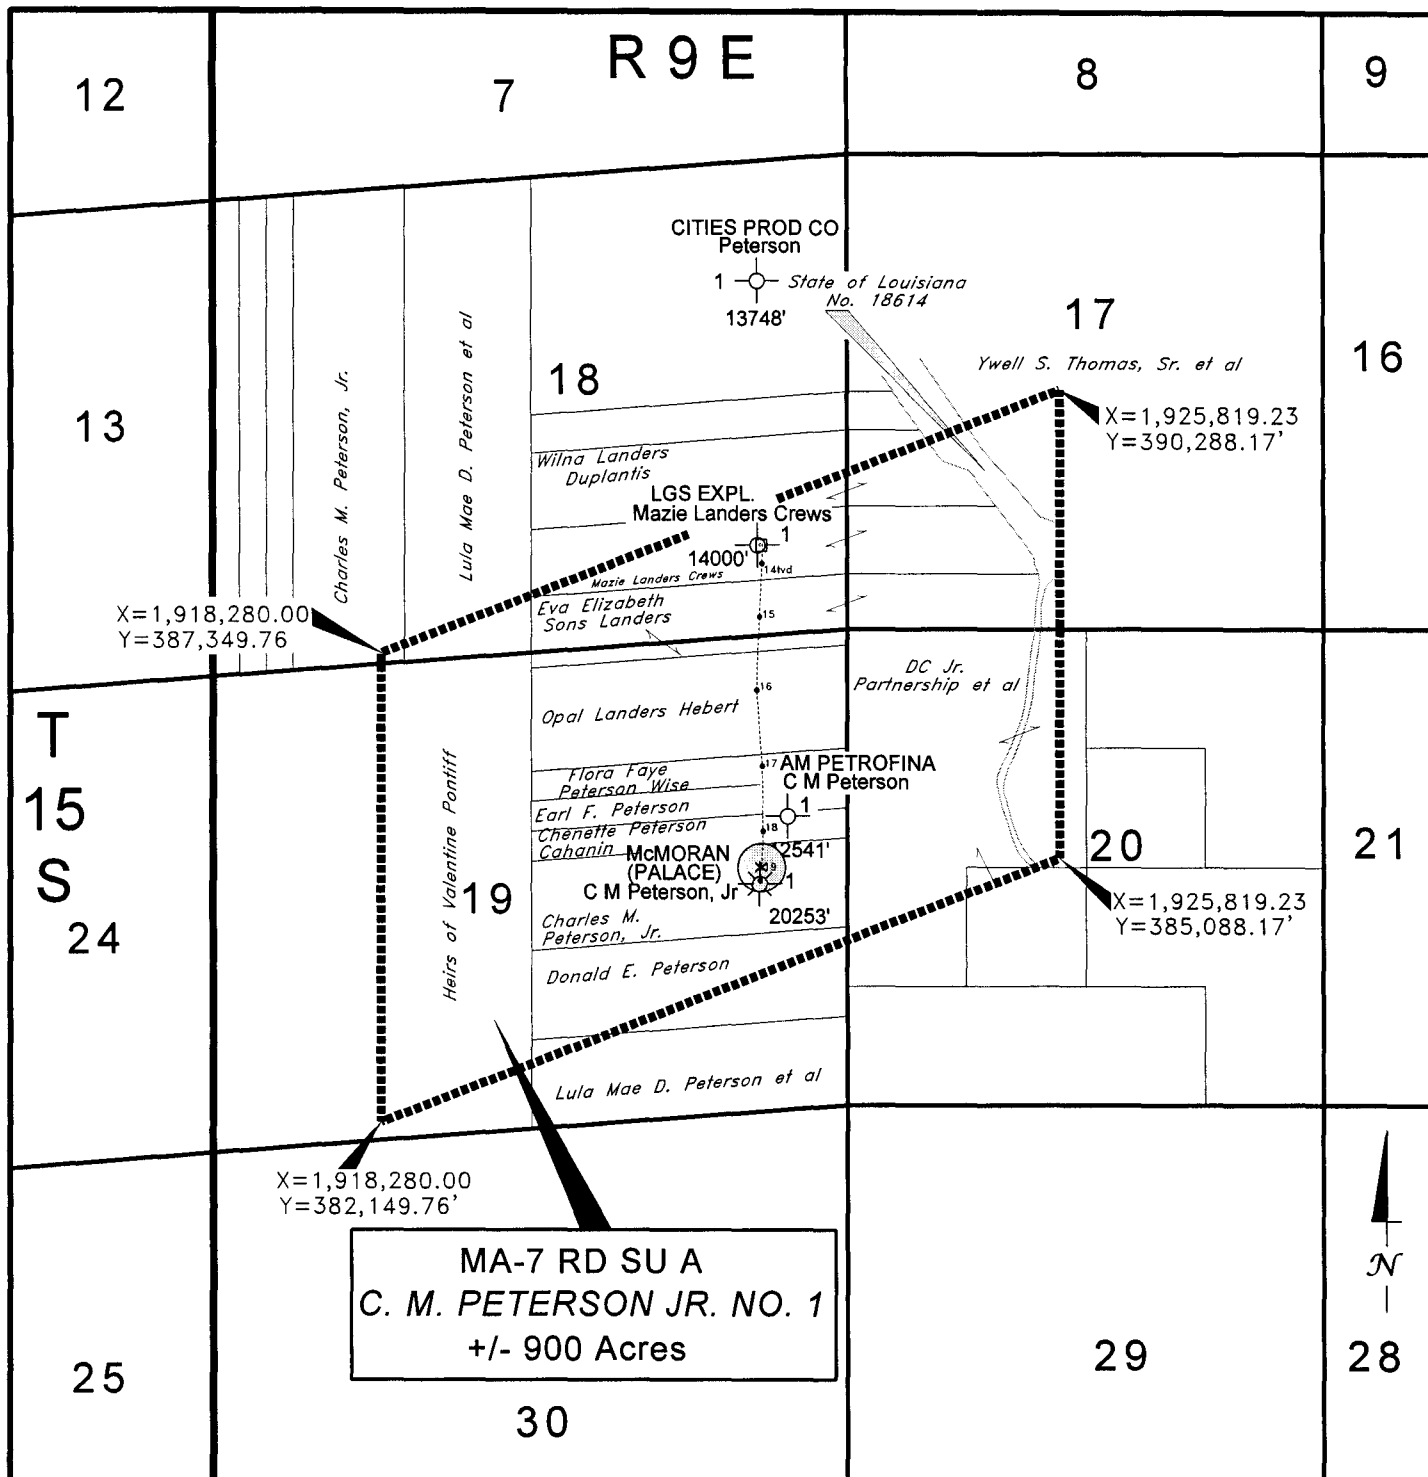 R 9 E
12
7
8
9
CITIES PROD CO
Peterson
1
13748'
State of Louisiana
No. 18614
17
16
13
18
Charles M. Peterson, Jr.
Lula Mae D. Peterson et al
Ywell S. Thomas, Sr. et al
X=1,925,819.23
Y=390,288.17'
Wilna Landers
Duplantis
LGS EXPL.
Mazie Landers Crews
1
14000'
14tvd
Mazie Landers Crews
Eva Elizabeth
Sons Landers
15
X=1,918,280.00
Y=387,349.76
DC Jr.
Partnership et al
16
Opal Landers Hebert
T
15
S
Heirs of Valentine Pontiff
17
AM PETROFINA
C M Peterson
1
12541'
Flora Faye
Peterson Wise
Earl F. Peterson
Chenette Peterson
Cahanin
18
McMORAN
(PALACE)
C M Peterson, Jr
19
1
20253'
20
21
19
24
X=1,925,819.23
Y=385,088.17'
Charles M.
Peterson, Jr.
Donald E. Peterson
Lula Mae D. Peterson et al
X=1,918,280.00
Y=382,149.76'
MA-7 RD SU A
C. M. PETERSON JR. NO. 1
+/- 900 Acres
N
25
30
29
28